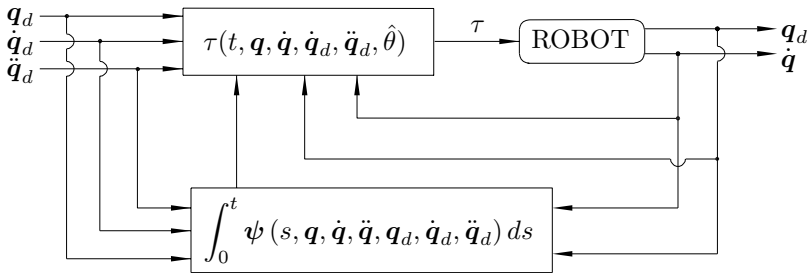 q_d
q̇_d
q̈_d
τ(t, q, q̇, q̇_d, q̈_d, θ̂)
τ
ROBOT
q_d
q̇
∫_0^t ψ (s, q, q̇, q̈, q_d, q̇_d, q̈_d) ds